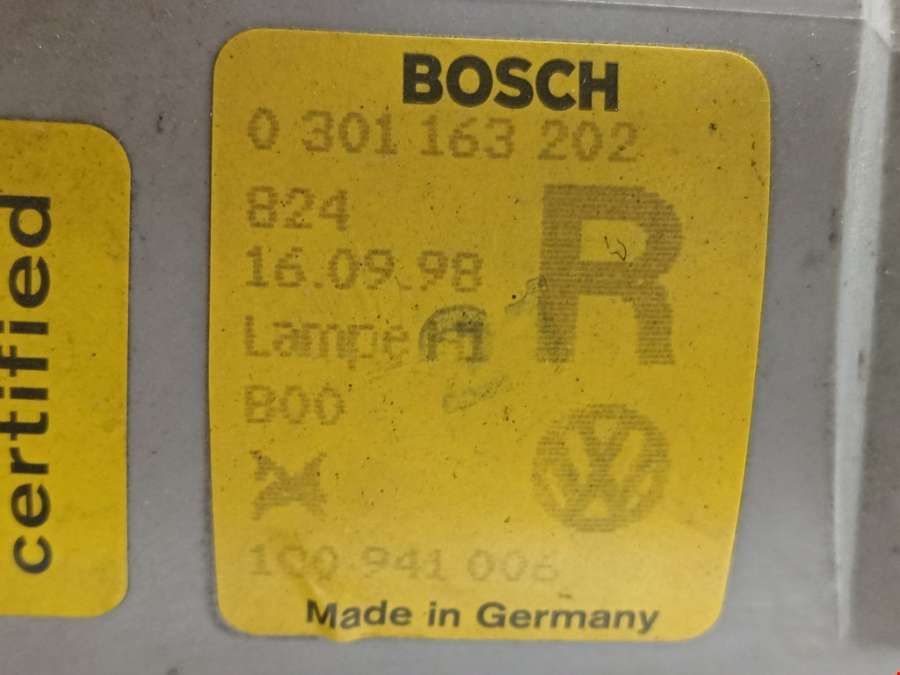 certified
BOSCH
0 301 163 202
824
R
16.09.98
Lampe
B00
1C0 941 006
Made in Germany